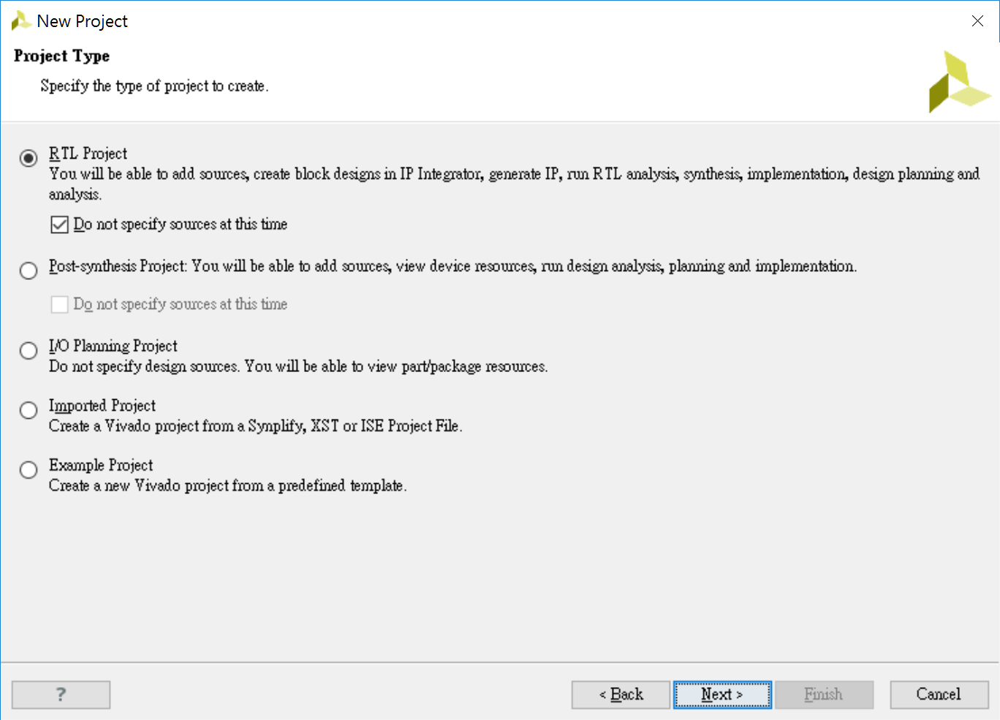 New Project
Project Type
Specify the type of project to create.
RTL Project
You will be able to add sources, create block designs in IP Integrator, generate IP, run RTL analysis, synthesis, implementation, design planning and
analysis.
Do not specify sources at this time
Post-synthesis Project: You will be able to add sources, view device resources, run design analysis, planning and implementation.
Do not specify sources at this time
I/O Planning Project
Do not specify design sources. You will be able to view part/package resources.
Imported Project
Create a Vivado project from a Synplify, XST or ISE Project File.
Example Project
Create a new Vivado project from a predefined template.
? < Back Next > Finish Cancel